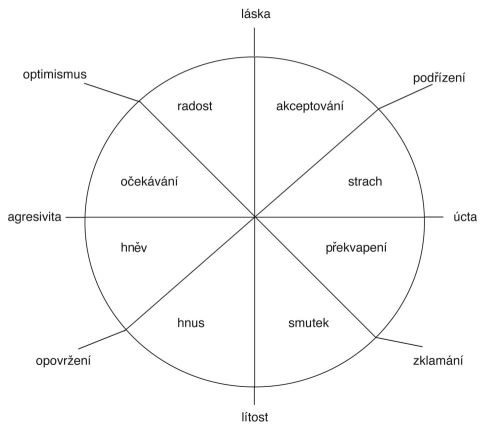 láska
optimismus
podřízení
radost
akceptování
očekávání
strach
agresivita
úcta
hněv
překvapení
hnus
smutek
opovržení
zklamání
lítost